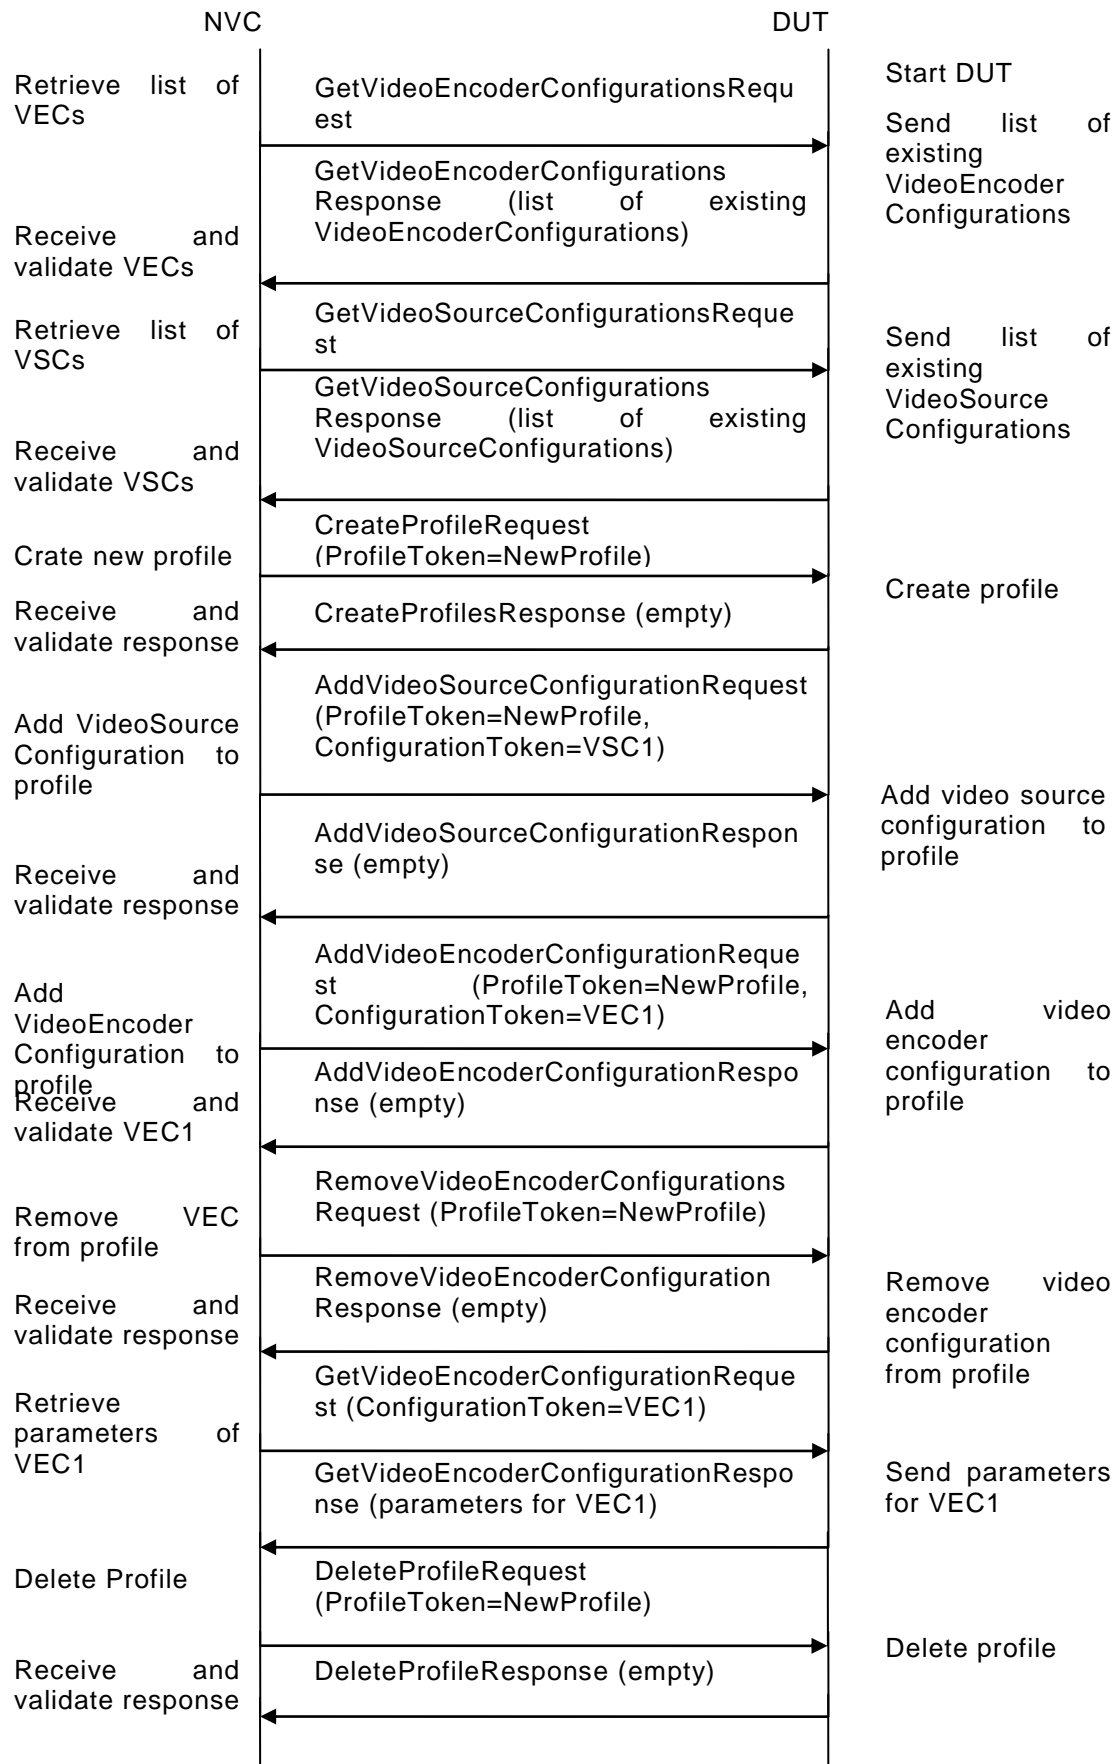 NVC
DUT
Retrieve list of
VECs
GetVideoEncoderConfigurationsRequ
est
Start DUT
Send list of
existing
VideoEncoder
Configurations
GetVideoEncoderConfigurations
Response (list of existing
VideoEncoderConfigurations)
Receive and
validate VECs
Retrieve list of
VSCs
GetVideoSourceConfigurationsReque
st
Send list of
existing
VideoSource
Configurations
GetVideoSourceConfigurations
Response (list of existing
VideoSourceConfigurations)
Receive and
validate VSCs
Crate new profile
CreateProfileRequest
(ProfileToken=NewProfile)
Create profile
Receive and
validate response
CreateProfilesResponse (empty)
Add VideoSource
Configuration to
profile
AddVideoSourceConfigurationRequest
(ProfileToken=NewProfile,
ConfigurationToken=VSC1)
Add video source
configuration to
profile
AddVideoSourceConfigurationRespon
se (empty)
Receive and
validate response
Add
VideoEncoder
Configuration to
profile
AddVideoEncoderConfigurationReque
st (ProfileToken=NewProfile,
ConfigurationToken=VEC1)
Add video
encoder
configuration to
profile
Receive and
validate VEC1
AddVideoEncoderConfigurationRespo
nse (empty)
Remove VEC
from profile
RemoveVideoEncoderConfigurations
Request (ProfileToken=NewProfile)
Remove video
encoder
configuration
from profile
Receive and
validate response
RemoveVideoEncoderConfiguration
Response (empty)
Retrieve
parameters of
VEC1
GetVideoEncoderConfigurationReque
st (ConfigurationToken=VEC1)
Send parameters
for VEC1
GetVideoEncoderConfigurationRespo
nse (parameters for VEC1)
Delete Profile
DeleteProfileRequest
(ProfileToken=NewProfile)
Delete profile
Receive and
validate response
DeleteProfileResponse (empty)